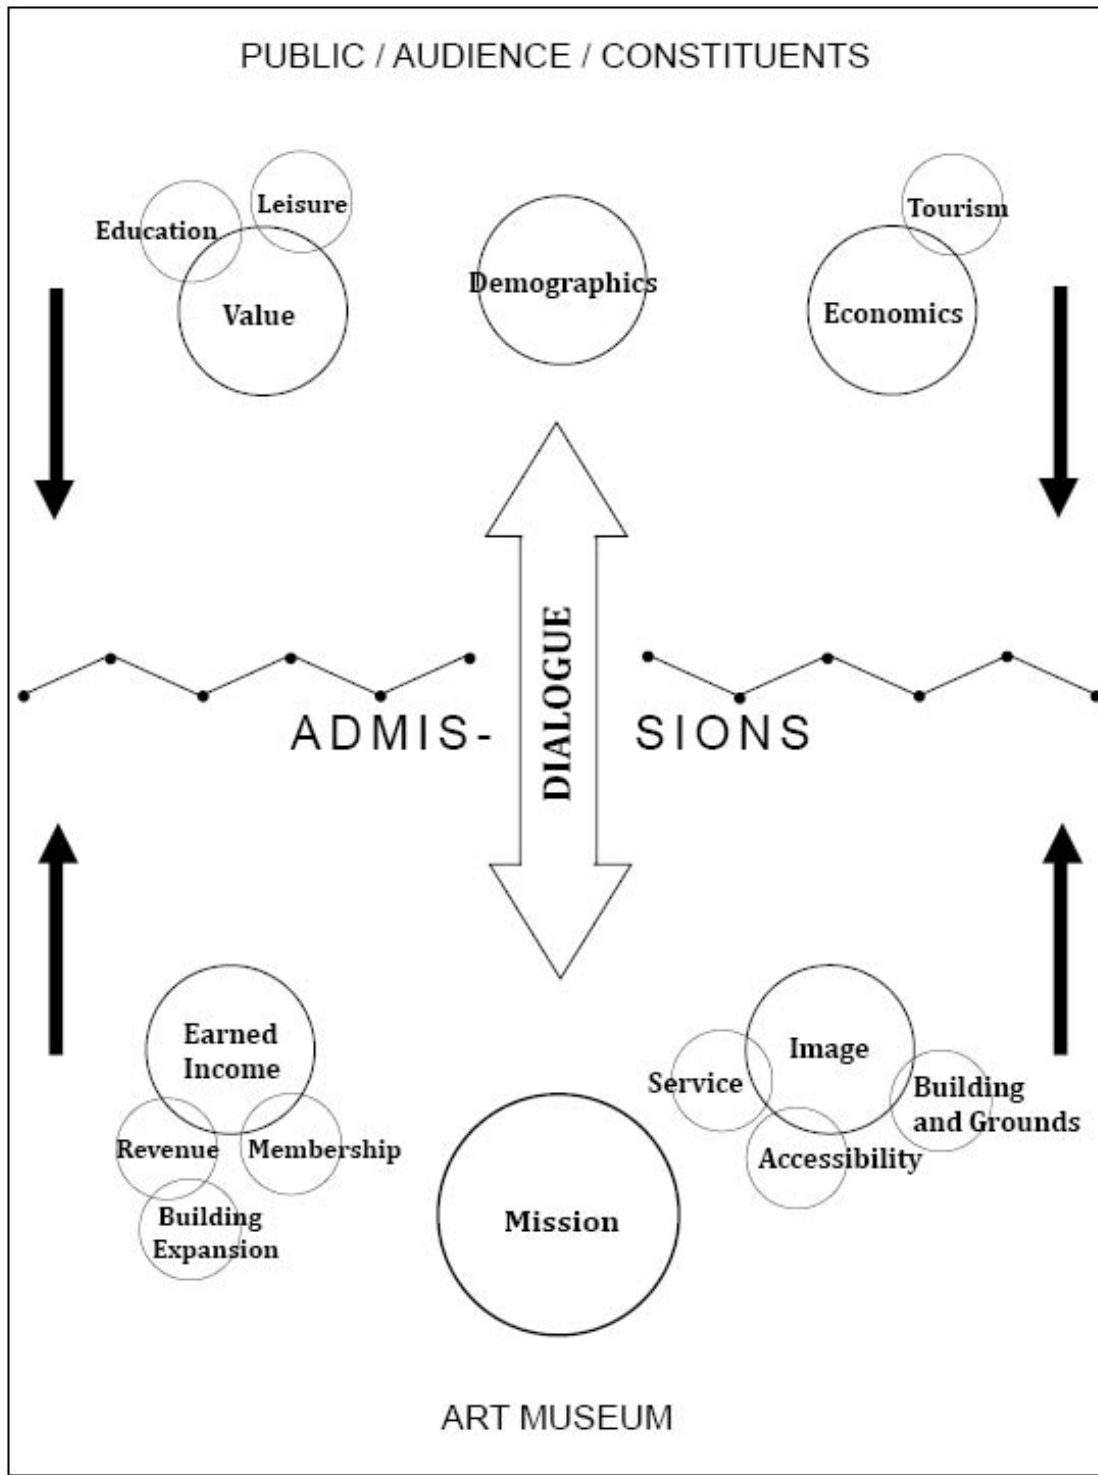 PUBLIC / AUDIENCE / CONSTITUENTS
Leisure
Education
Value
Demographics
Tourism
Economics
DIALOGUE
ADMIS-
SIONS
Earned
Income
Revenue
Membership
Building
Expansion
Mission
Image
Service
Building
and Grounds
Accessibility
ART MUSEUM